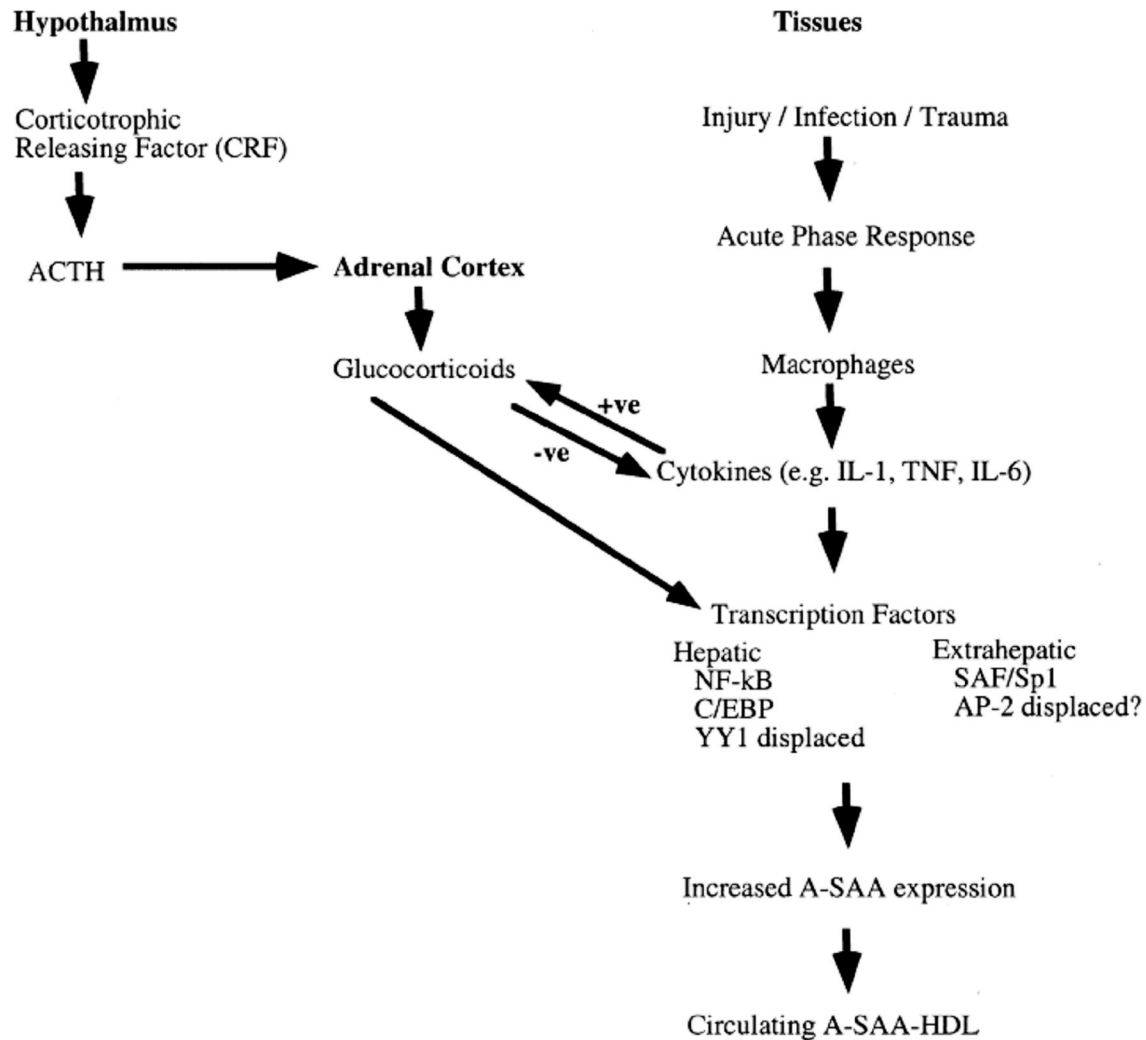 Hypothalmus
Tissues
Corticotrophic
Releasing Factor (CRF)
Injury / Infection / Trauma
Acute Phase Response
ACTH
Adrenal Cortex
Macrophages
Glucocorticoids
+ve
-ve
Cytokines (e.g. IL-1, TNF, IL-6)
Transcription Factors
Hepatic
NF-kB
C/EBP
YY1 displaced
Extrahepatic
SAF/Sp1
AP-2 displaced?
Increased A-SAA expression
Circulating A-SAA-HDL